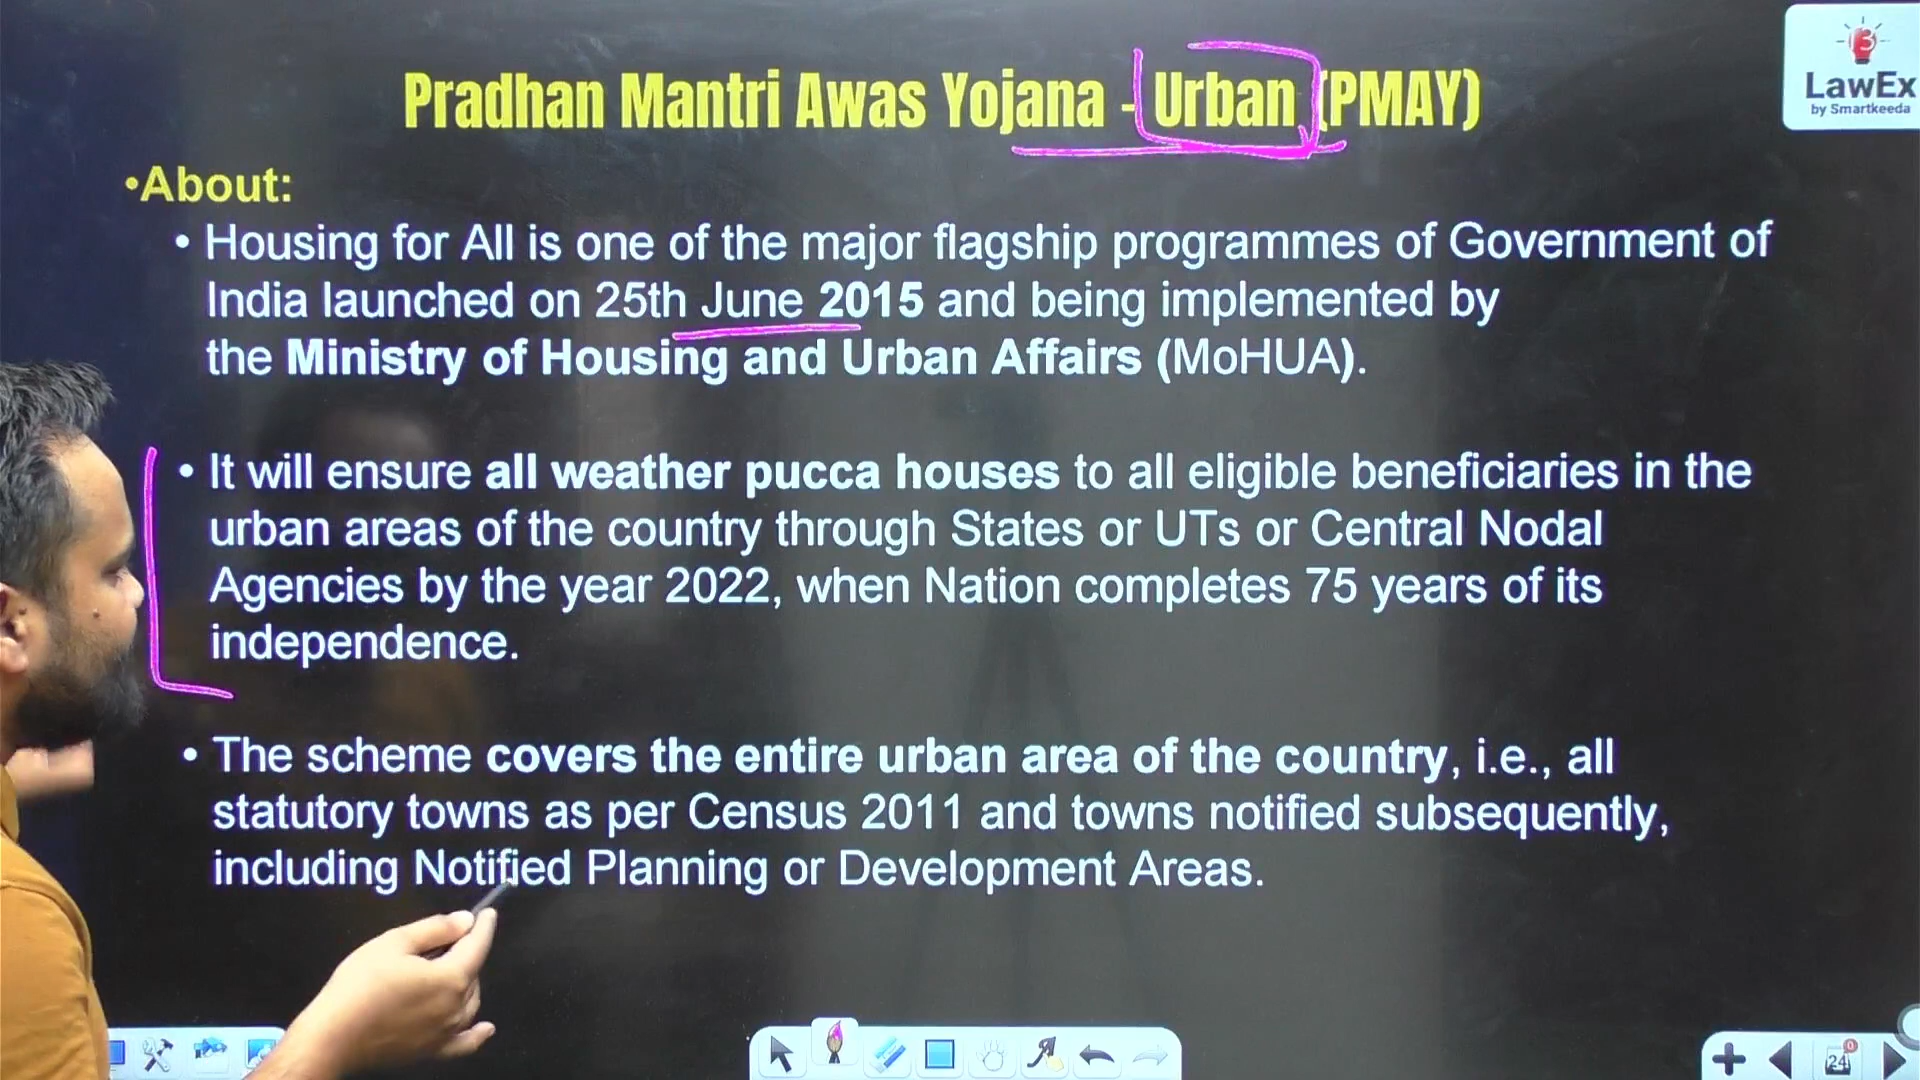 Pradhan Mantri Awas Yojana - Urban (PMAY)
LawEx
by Smartkeeda
•About:
• Housing for All is one of the major flagship programmes of Government of
India launched on 25th June 2015 and being implemented by
the Ministry of Housing and Urban Affairs (MoHUA).
• It will ensure all weather pucca houses to all eligible beneficiaries in the
urban areas of the country through States or UTs or Central Nodal
Agencies by the year 2022, when Nation completes 75 years of its
independence.
• The scheme covers the entire urban area of the country, i.e., all
statutory towns as per Census 2011 and towns notified subsequently,
including Notified Planning or Development Areas.
24
0